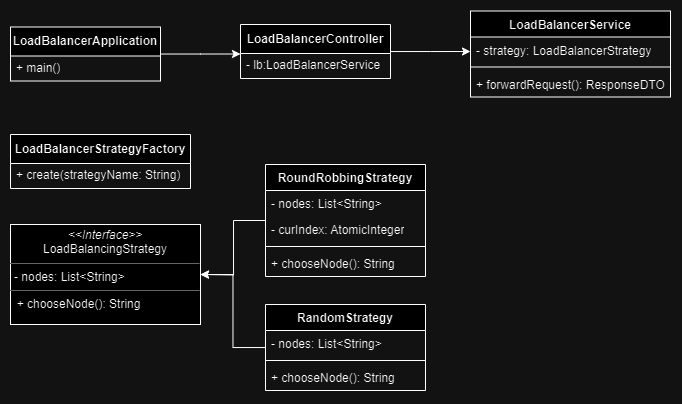 LoadBalancerApplication
+ main()
LoadBalancerController
- lb:LoadBalancerService
LoadBalancerService
- strategy: LoadBalancerStrategy
+ forwardRequest(): ResponseDTO
LoadBalancerStrategyFactory
+ create(strategyName: String)
<<Interface>>
LoadBalancingStrategy
- nodes: List<String>
+ chooseNode(): String
RoundRobbingStrategy
- nodes: List<String>
- curIndex: AtomicInteger
+ chooseNode(): String
RandomStrategy
- nodes: List<String>
+ chooseNode(): String